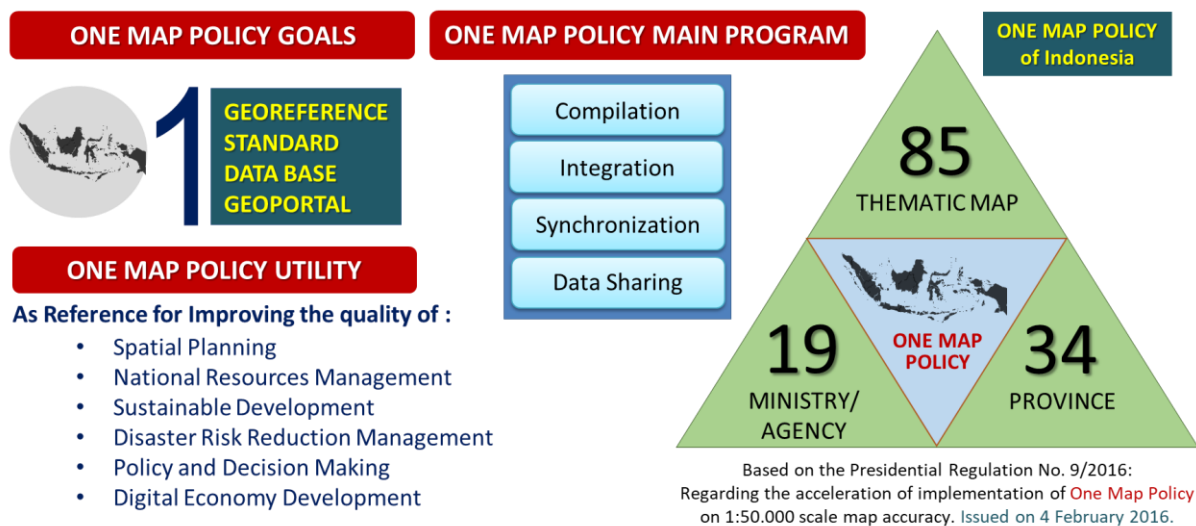 ONE MAP POLICY GOALS
1
GEOREFERENCE
STANDARD
DATA BASE
GEOPORTAL
ONE MAP POLICY UTILITY
As Reference for Improving the quality of :
• Spatial Planning
• National Resources Management
• Sustainable Development
• Disaster Risk Reduction Management
• Policy and Decision Making
• Digital Economy Development
ONE MAP POLICY MAIN PROGRAM
Compilation
Integration
Synchronization
Data Sharing
ONE MAP POLICY
of Indonesia
85
THEMATIC MAP
ONE MAP
POLICY
19
MINISTRY/
AGENCY
34
PROVINCE
Based on the Presidential Regulation No. 9/2016:
Regarding the acceleration of implementation of One Map Policy
on 1:50.000 scale map accuracy. Issued on 4 February 2016.